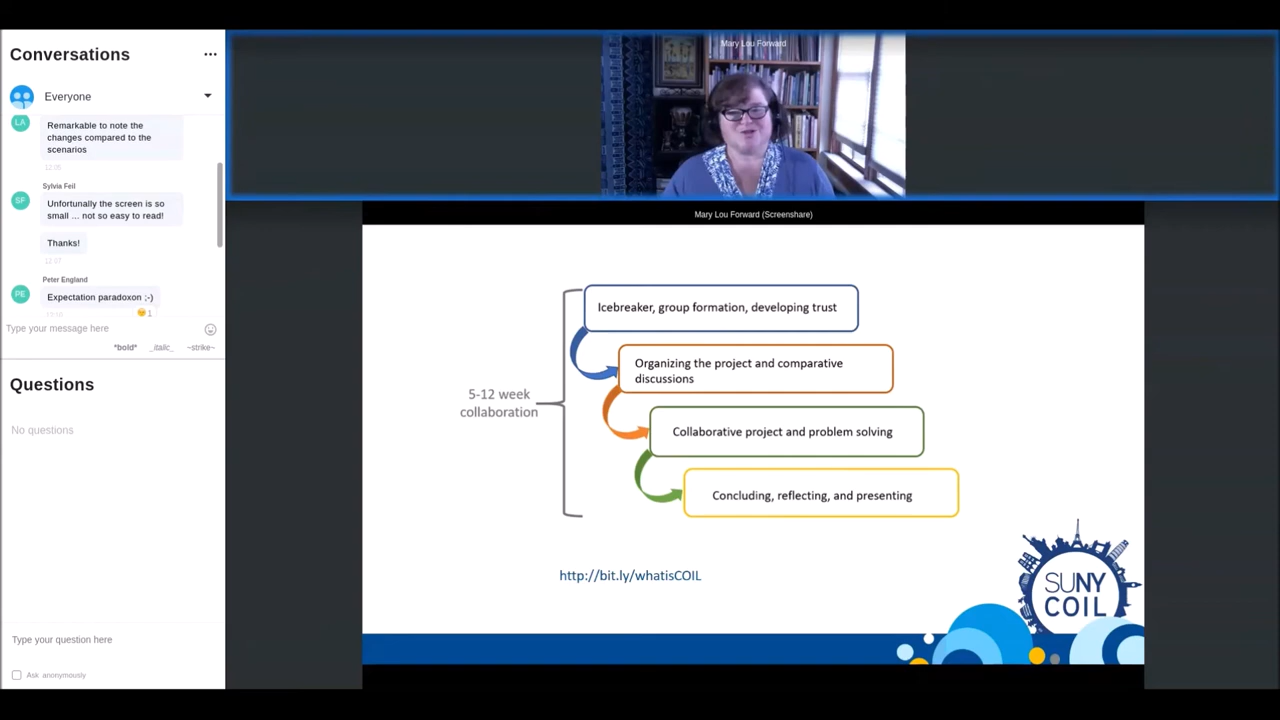 Conversations
Everyone
LA
Remarkable to note the
changes compared to the
scenarios
Sylvia Feil
SF
Unfortunally the screen is so
small ... not so easy to read!
Thanks!
Peter England
PE
Expectation paradoxon ;-)
1
Type your message here
*bold*
_italic_
~strike~
Questions
No questions
Type your question here
Ask anonymously
Mary Lou Forward
Mary Lou Forward (Screenshare)
Icebreaker, group formation, developing trust
Organizing the project and comparative
discussions
5-12 week
collaboration
Collaborative project and problem solving
Concluding, reflecting, and presenting
http://bit.ly/whatisCOIL
SUNY
COIL